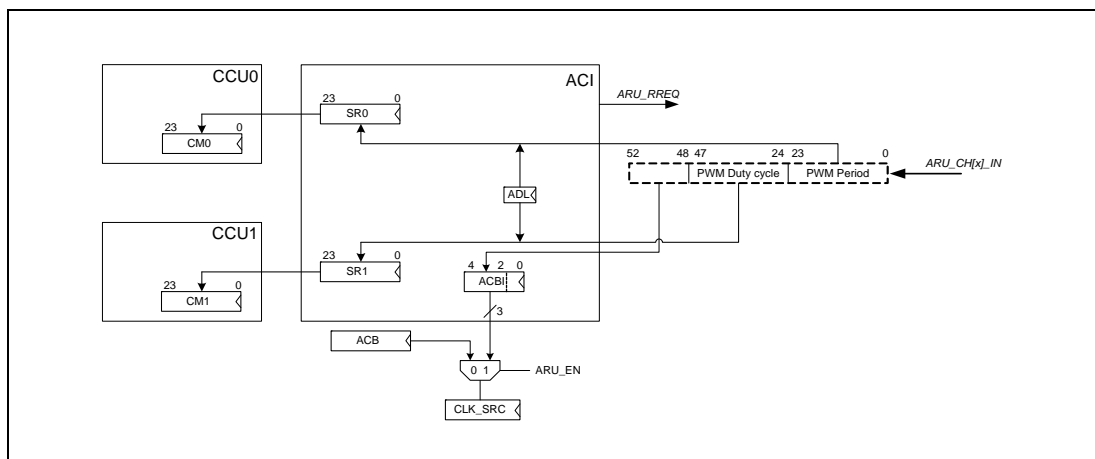 CCU0
23 0
CM0
ACI
23 0
SR0
ARU_RREQ
52 48 47 24 23 0
PWM Duty cycle PWM Period
ARU_CH[x]_IN
ADL
CCU1
23 0
CM1
23 0
SR1
4 2 0
ACBI
3
ACB
0 1
ARU_EN
CLK_SRC